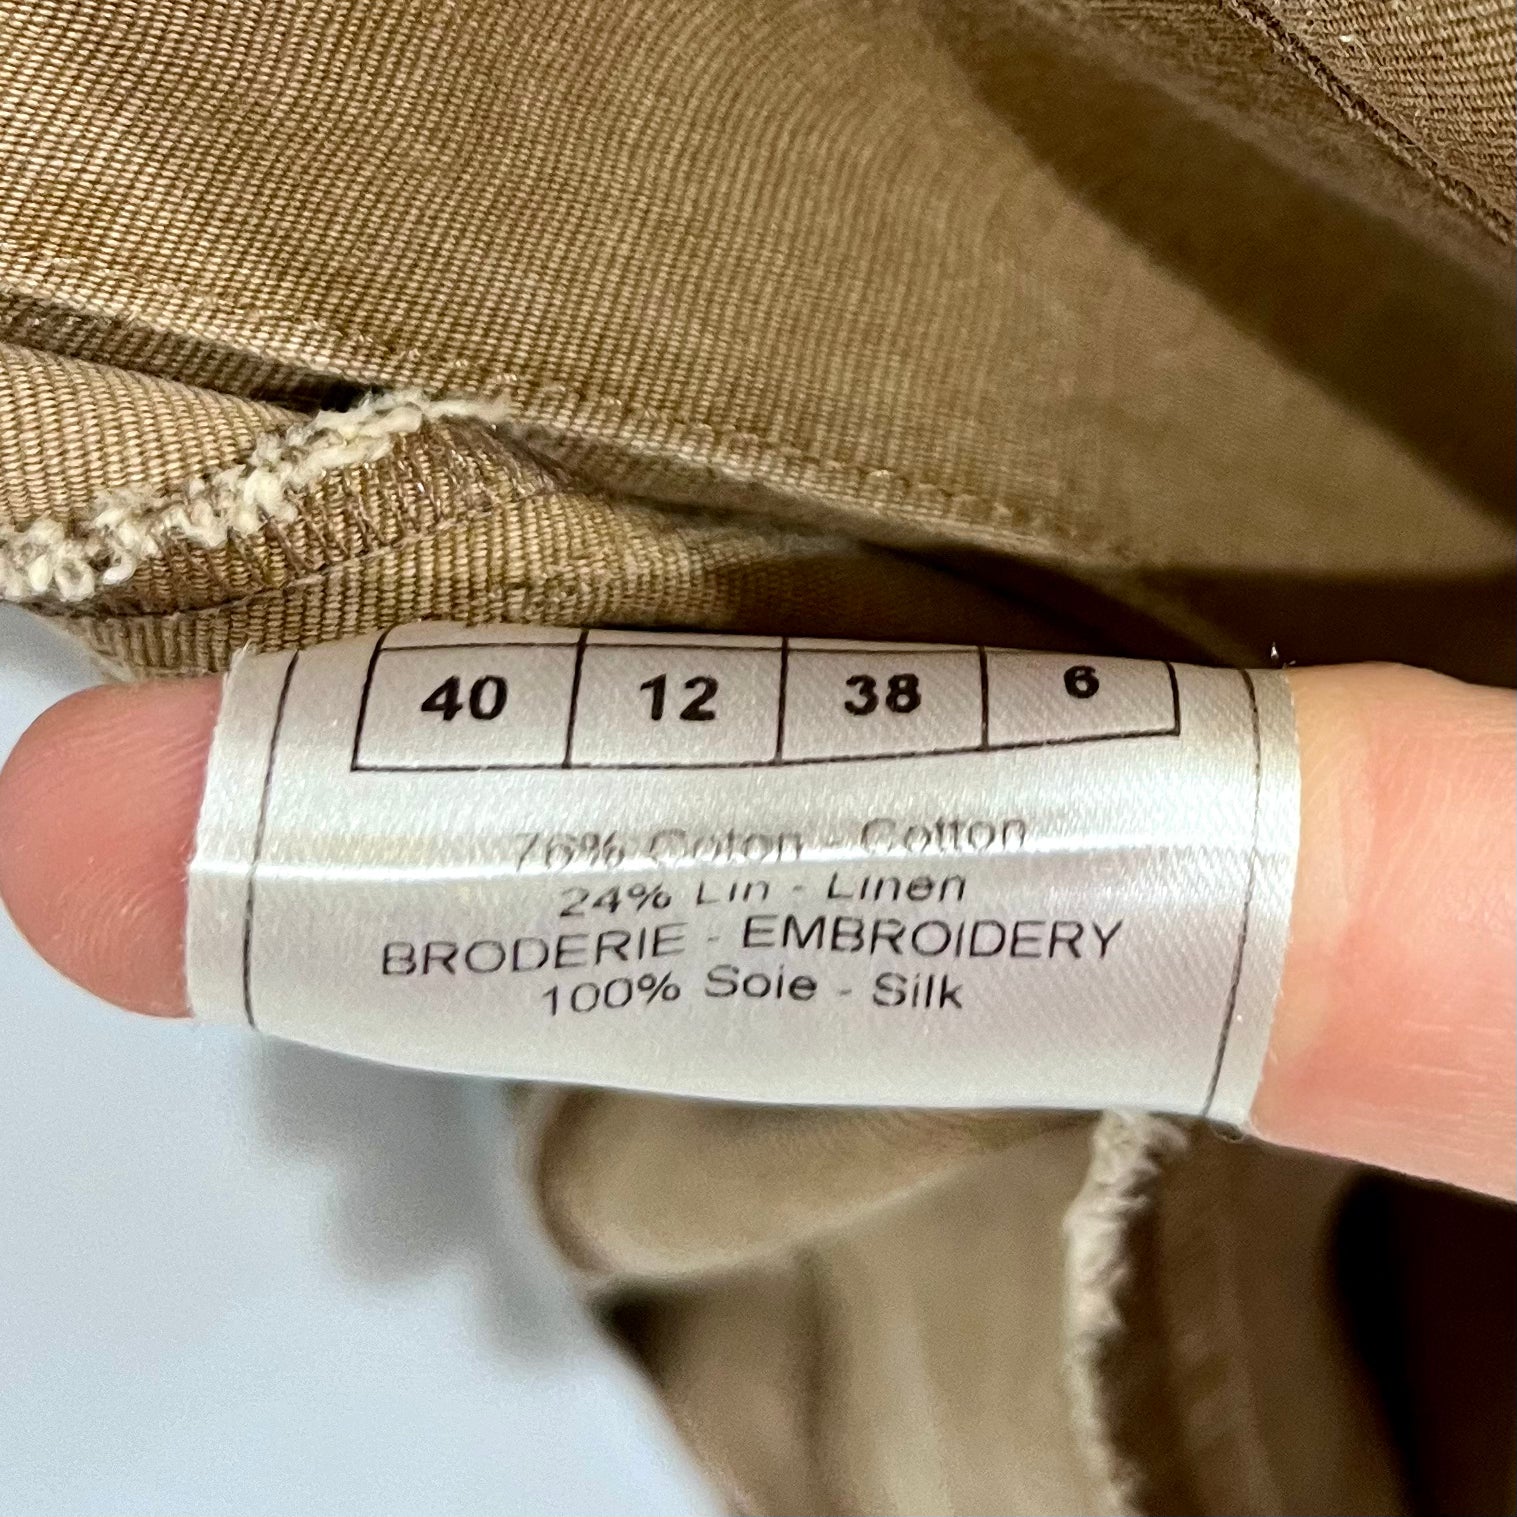 40 12 38 6
76% Coton - Cotton
24% Lin - Linen
BRODERIE - EMBROIDERY
100% Soie - Silk